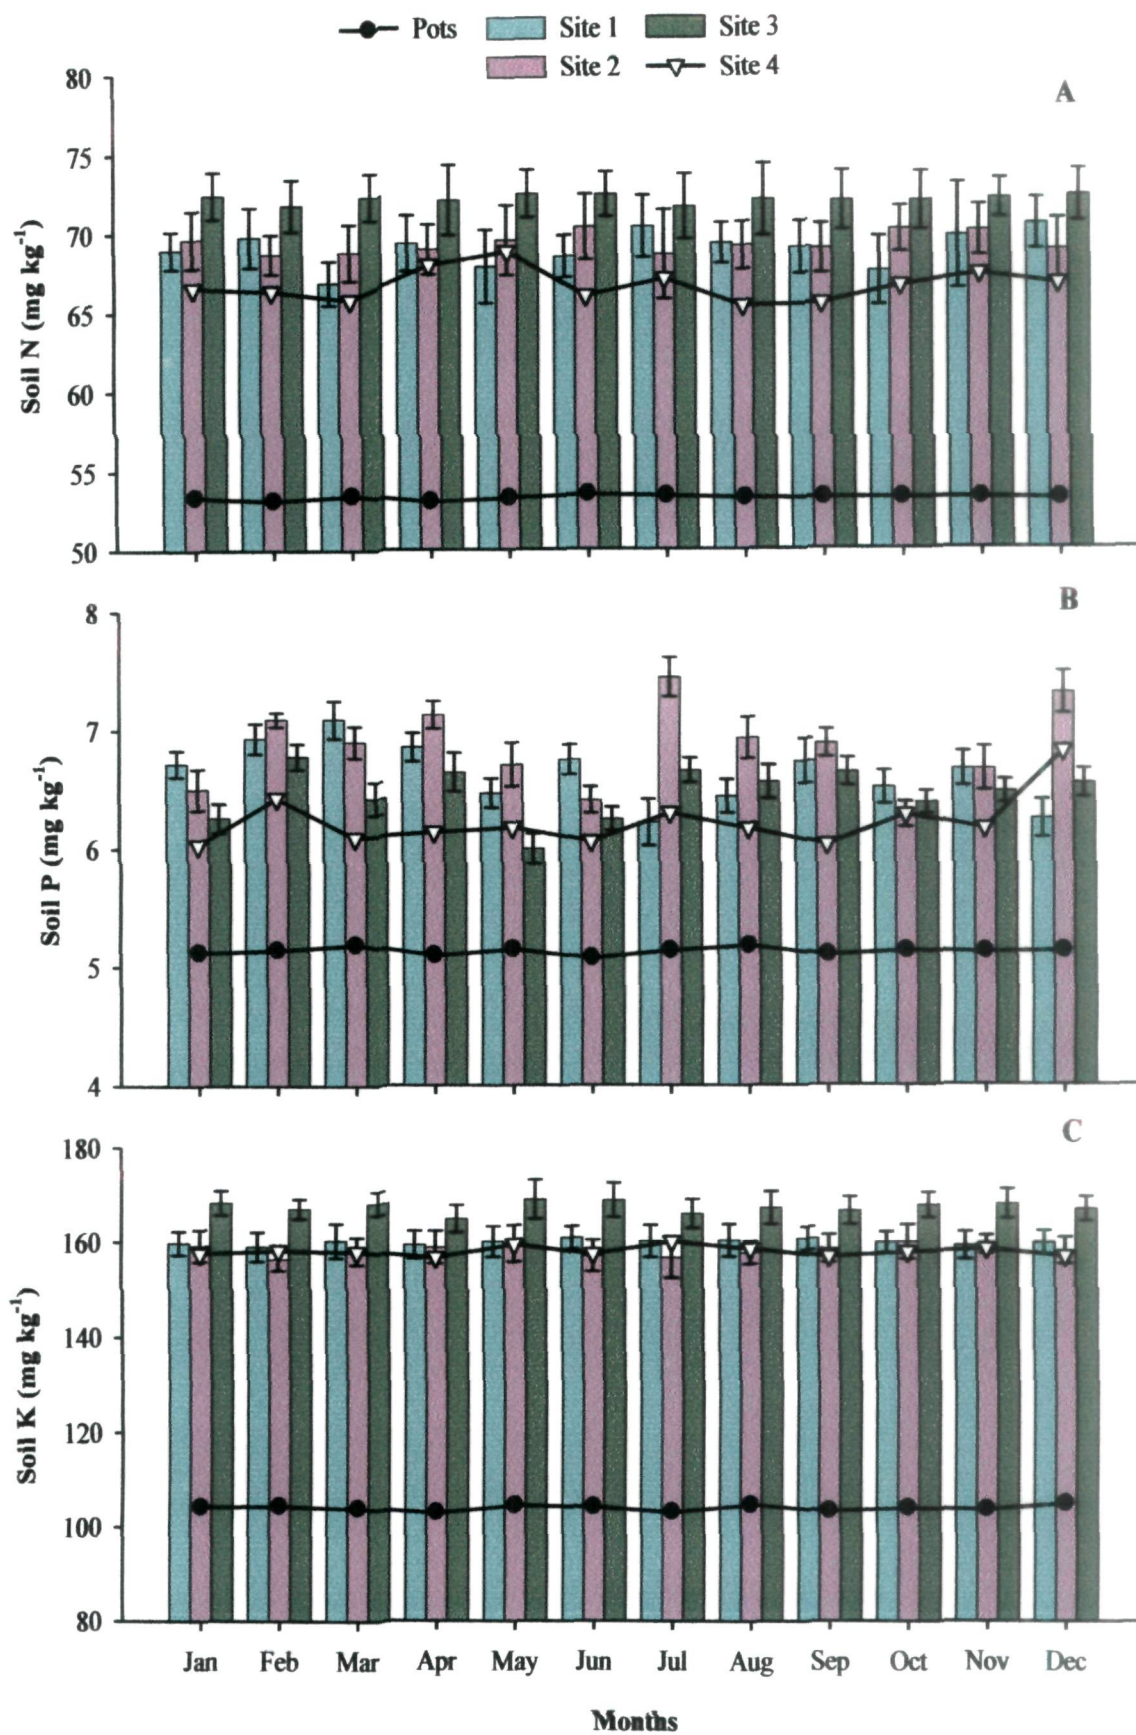 Pots Site 1 Site 3
Site 2 Site 4
A
80
75
70
65
60
55
50
Soil N (mg kg-1)
B
8
7
6
5
4
Soil P (mg kg-1)
C
180
160
140
120
100
80
Soil K (mg kg-1)
Jan Feb Mar Apr May Jun Jul Aug Sep Oct Nov Dec
Months